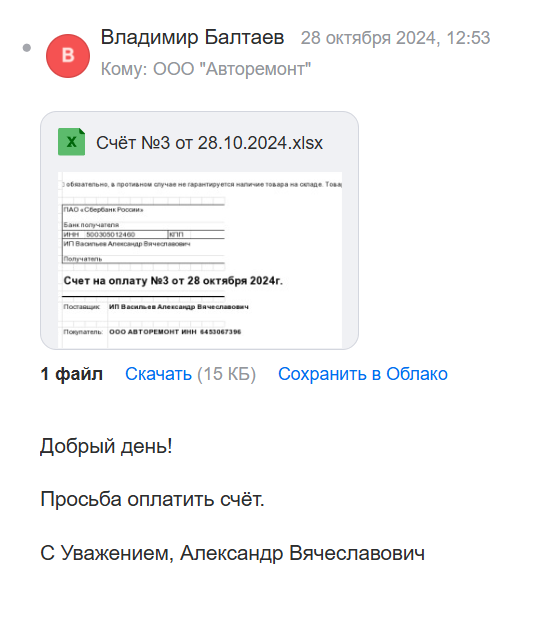 Владимир Балтаев 28 октября 2024, 12:53
В
Кому: ООО "Авторемонт"
X Счёт №3 от 28.10.2024.xlsx
обязательно, в противном случае не гарантируется наличие товара на складе. Това
ПАО «Сбербанк России»
Банк получателя
ИНН 500305012460 КПП
ИП Васильев Александр Вячеславович
Получатель
Счет на оплату №3 от 28 октября 2024г.
Поставщик: ИП Васильев Александр Вячеславович
Покупатель: ООО АВТОРЕМОНТ ИНН 6453067396
1 файл Скачать (15 КБ) Сохранить в Облако
Добрый день!
Просьба оплатить счёт.
С Уважением, Александр Вячеславович